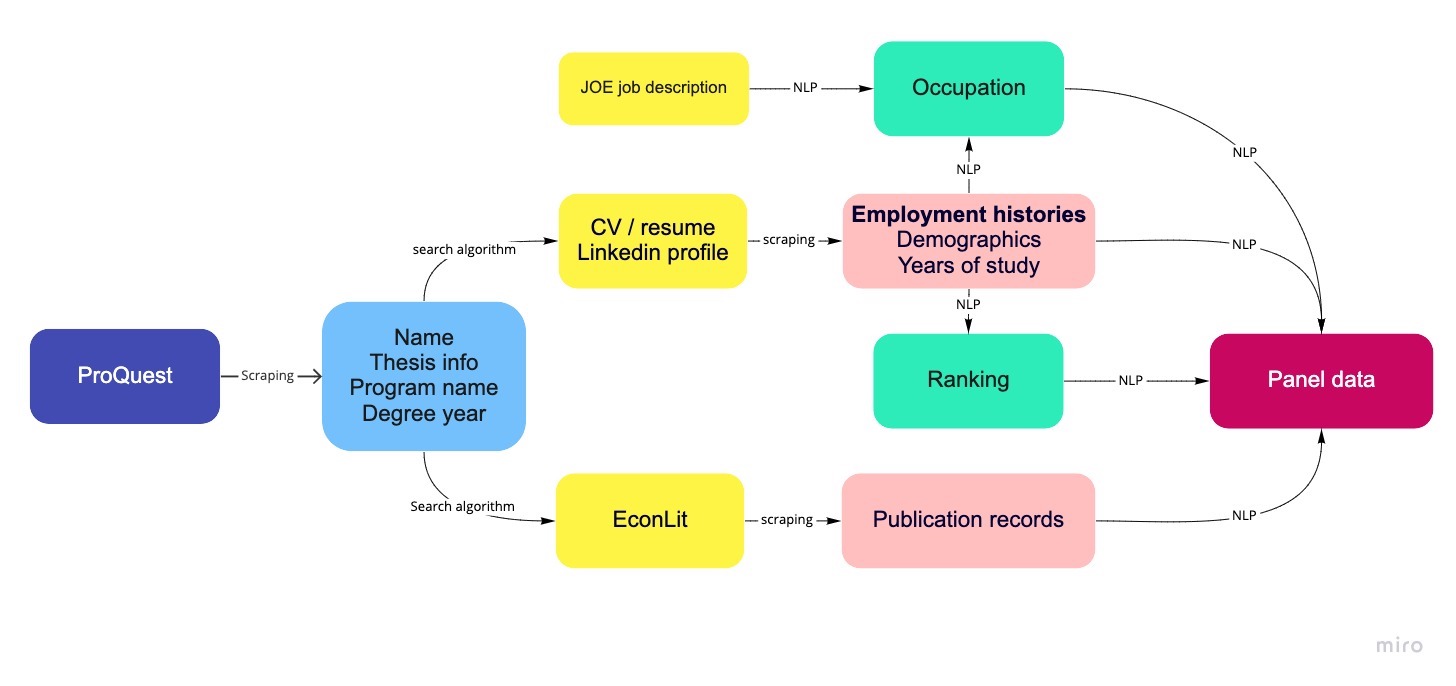 JOE job description
NLP
Occupation
NLP
NLP
CV / resume
Linkedin profile
search algorithm
scraping
Employment histories
Demographics
Years of study
NLP
NLP
ProQuest
Scraping
Name
Thesis info
Program name
Degree year
Ranking
NLP
Panel data
Search algorithm
EconLit
scraping
Publication records
NLP
miro